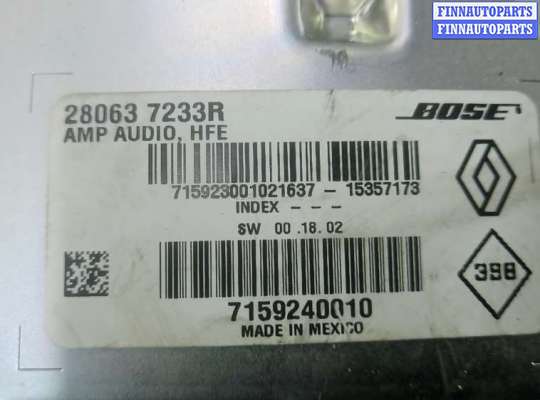 FINNAUTOPARTS
FINNAUTOPARTS
FINNAUTOPARTS
28063 7233R
BOSE
AMP AUDIO, HFE
715923001021637 - 15357173
INDEX - - -
SW 00 .18. 02
398
7159240010
MADE IN MEXICO